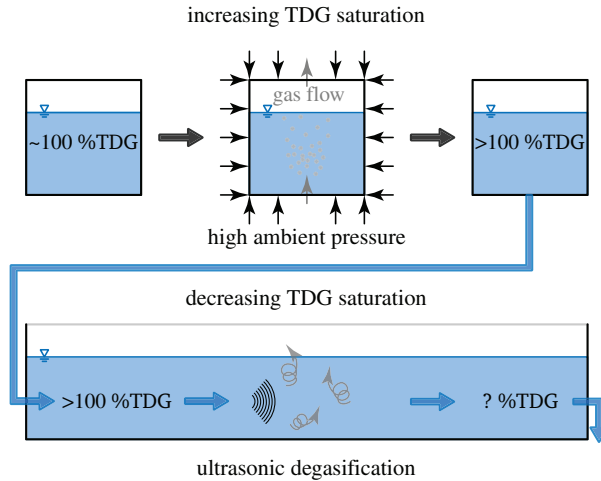 increasing TDG saturation
gas flow
~100 %TDG
>100 %TDG
high ambient pressure
decreasing TDG saturation
>100 %TDG
? %TDG
ultrasonic degasification